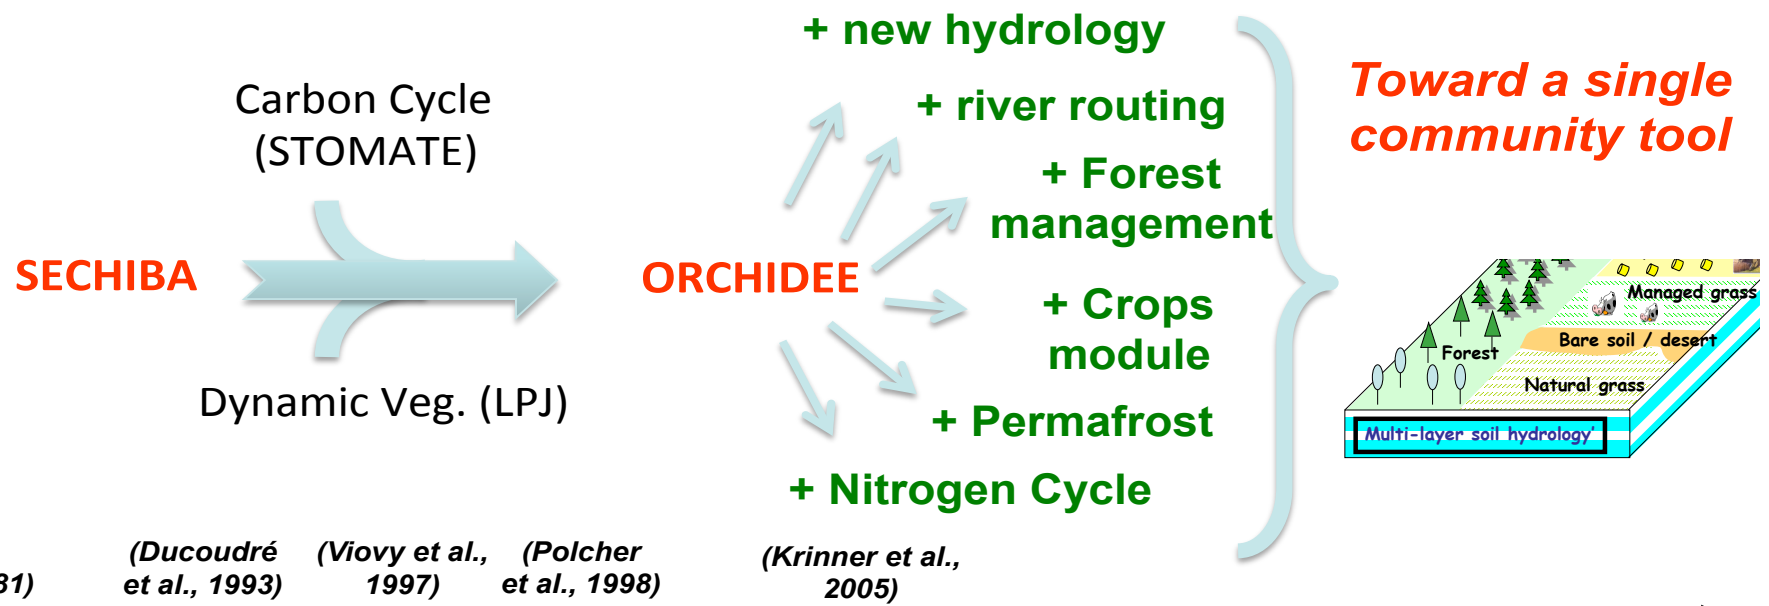 + new hydrology
Carbon Cycle
(STOMATE)
+ river routing
Toward a single
community tool
+ Forest
management
SECHIBA
ORCHIDEE
+ Crops
module
Managed grass
Bare soil / desert
Forest
Natural grass
Multi-layer soil hydrology'
Dynamic Veg. (LPJ)
+ Permafrost
+ Nitrogen Cycle
(Ducoudré
et al., 1993)
(Viovy et al.,
1997)
(Polcher
et al., 1998)
(Krinner et al.,
2005)